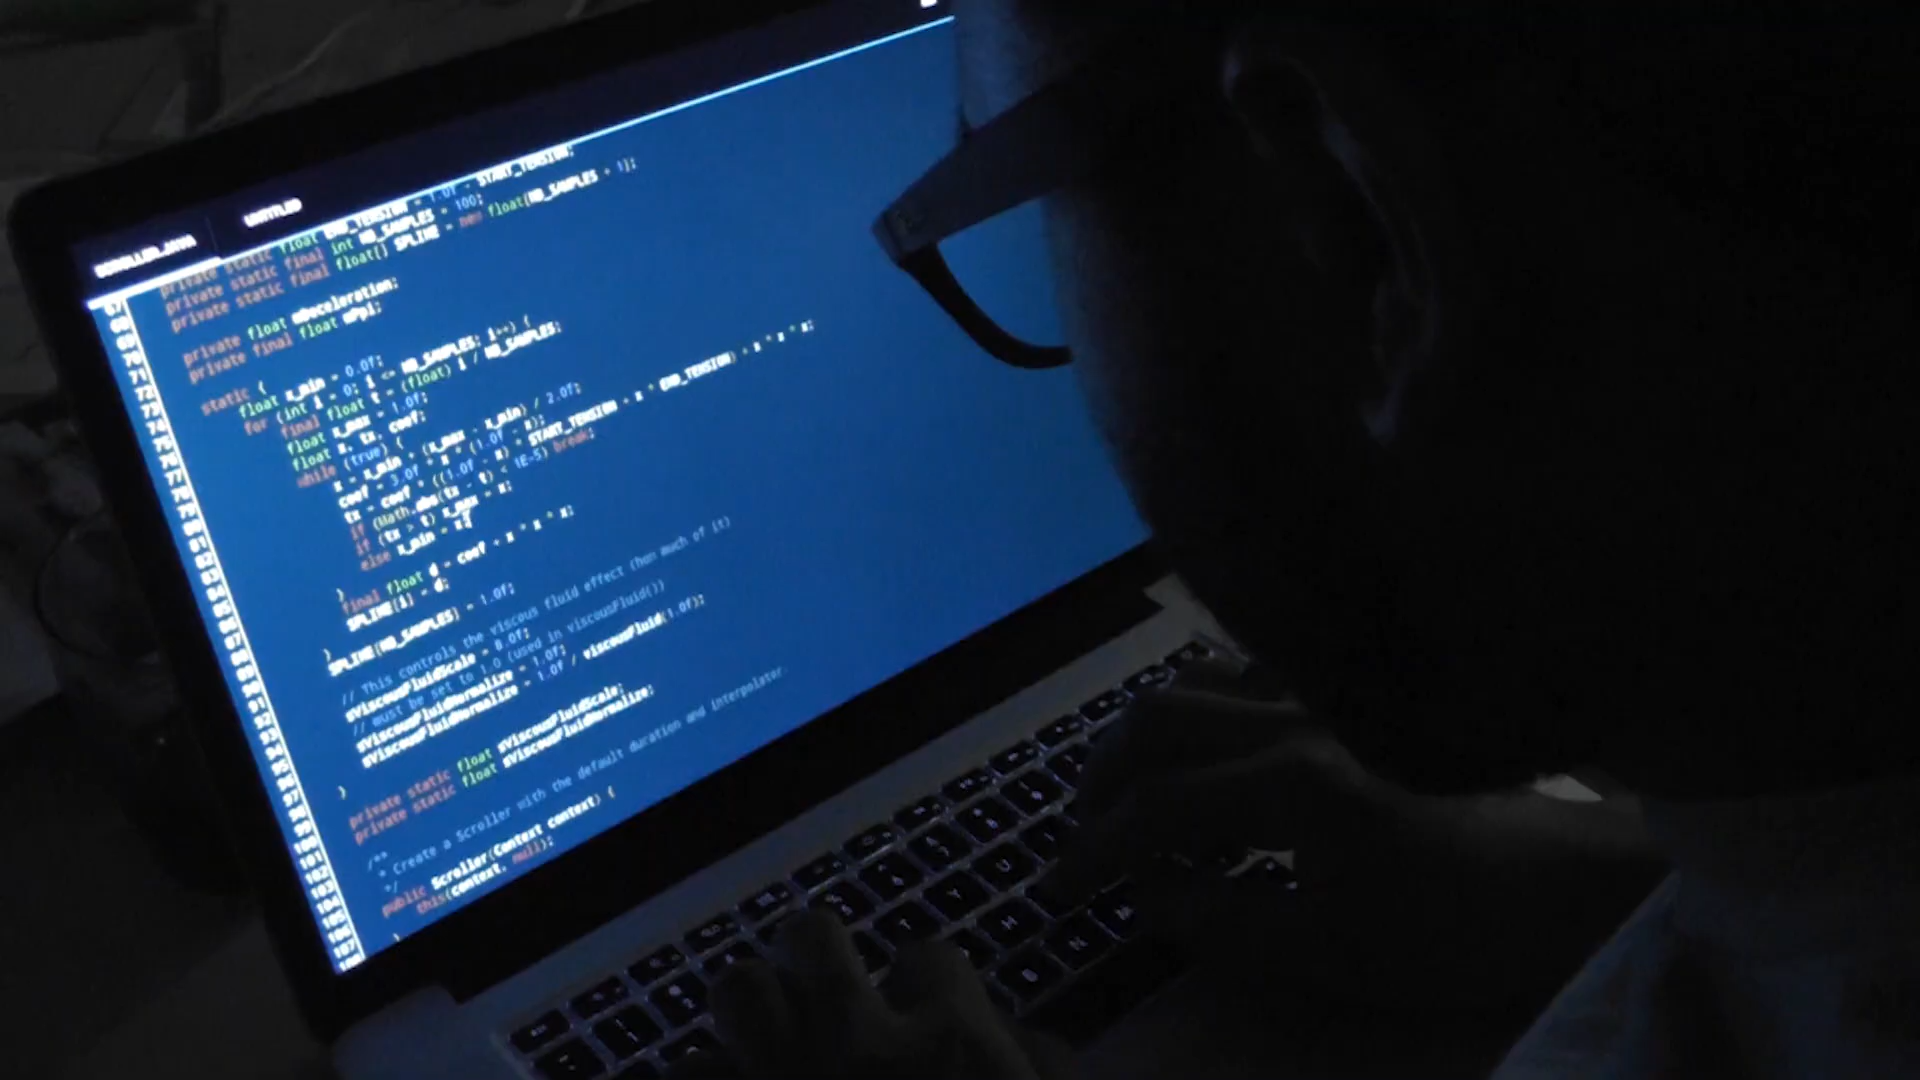 SCROLLER.JAVA
UNTITLED
private static float END_TENSION = 1.0f - START_TENSION;
private static final int NB_SAMPLES = 100;
private static final float[] SPLINE = new float[NB_SAMPLES + 1];
private float mDeceleration;
private final float mPpi;
static {
float x_min = 0.0f;
for (int i = 0; i <= NB_SAMPLES; i++) {
final float t = (float) i / NB_SAMPLES;
float x_max = 1.0f;
float x, tx, coef;
while (true) {
x = x_min + (x_max - x_min) / 2.0f;
coef = 3.0f * x * (1.0f - x);
tx = coef * ((1.0f - x) * START_TENSION + x * END_TENSION) + x * x * x;
if (Math.abs(tx - t) < 1E-5) break;
if (tx > t) x_max = x;
else x_min = x;
}
final float d = coef + x * x * x;
SPLINE[i] = d;
}
SPLINE[NB_SAMPLES] = 1.0f;
// This controls the viscous fluid effect (how much of it)
sViscousFluidScale = 8.0f;
// must be set to 1.0 (used in viscousFluid())
sViscousFluidNormalize = 1.0f;
sViscousFluidNormalize = 1.0f / viscousFluid(1.0f);
}
private static float sViscousFluidScale;
private static float sViscousFluidNormalize;
/**
* Create a Scroller with the default duration and interpolator.
*/
public Scroller(Context context) {
this(context, null);
}